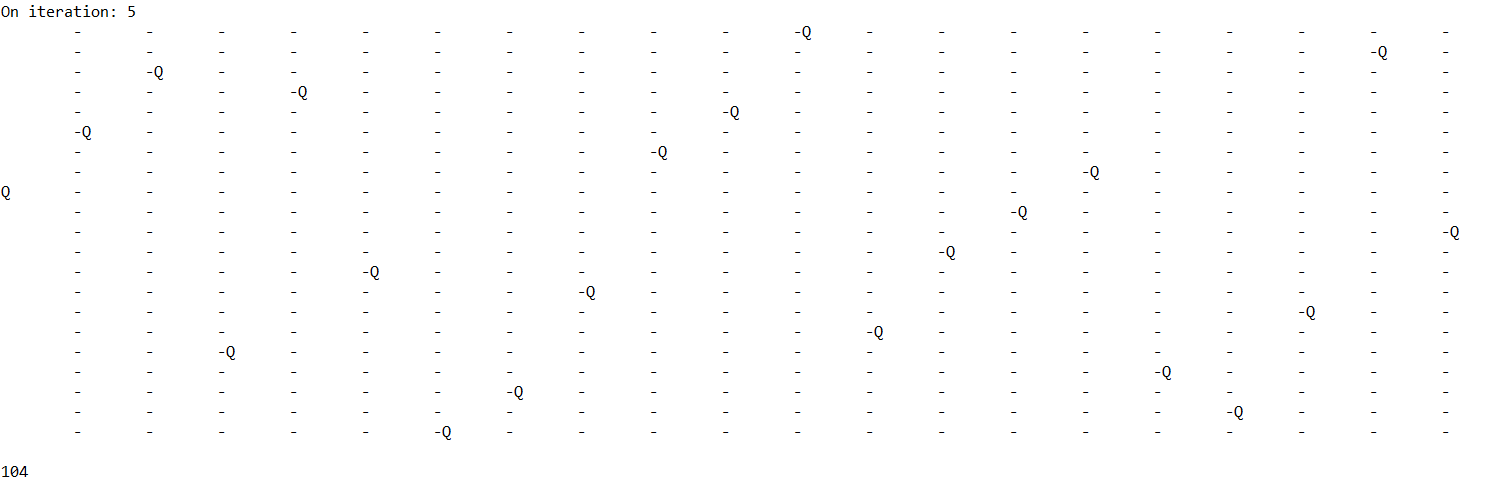 On iteration: 5
- - - - - - - - - - -Q - - - - - - - - -
- - - - - - - - - - - - - - - - - - -Q -
- -Q - - - - - - - - - - - - - - - - - -
- - - -Q - - - - - - - - - - - - - - - -
- - - - - - - - - -Q - - - - - - - - - -
-Q - - - - - - - - - - - - - - - - - - -
- - - - - - - - -Q - - - - - - - - - - -
- - - - - - - - - - - - - - -Q - - - - -
Q - - - - - - - - - - - - - - - - - - - -
- - - - - - - - - - - - - -Q - - - - - -
- - - - - - - - - - - - - - - - - - - -Q
- - - - - - - - - - - - -Q - - - - - - -
- - - - -Q - - - - - - - - - - - - - - -
- - - - - - - -Q - - - - - - - - - - - -
- - - - - - - - - - - - - - - - - -Q - -
- - - - - - - - - - - -Q - - - - - - - -
- - -Q - - - - - - - - - - - - - - - - -
- - - - - - - - - - - - - - - -Q - - - -
- - - - - - -Q - - - - - - - - - - - - -
- - - - - - - - - - - - - - - - -Q - - -
- - - - - -Q - - - - - - - - - - - - - -
104